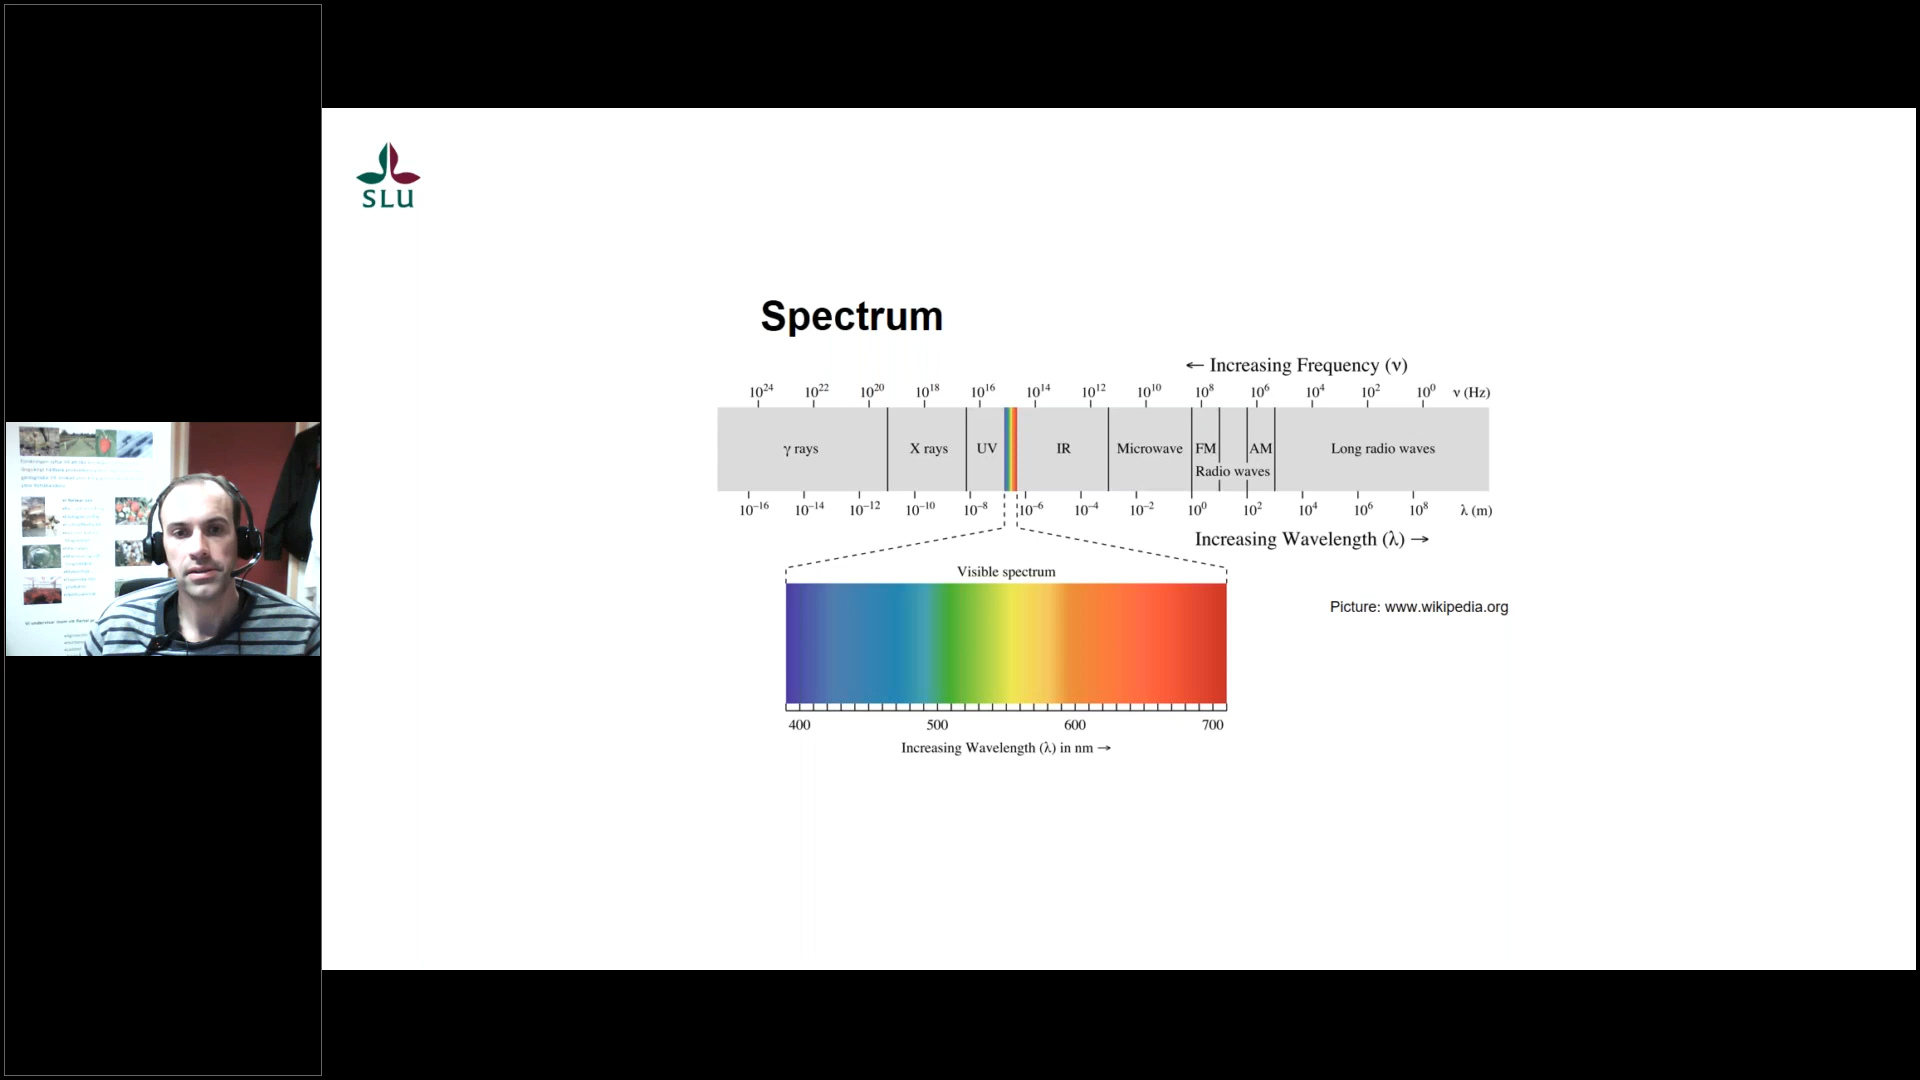 SLU
Spectrum
← Increasing Frequency (ν)
10²⁴ 10²² 10²⁰ 10¹⁸ 10¹⁶ 10¹⁴ 10¹² 10¹⁰ 10⁸ 10⁶ 10⁴ 10² 10⁰ ν (Hz)
γ rays X rays UV IR Microwave FM AM Long radio waves
Radio waves
10⁻¹⁶ 10⁻¹⁴ 10⁻¹² 10⁻¹⁰ 10⁻⁸ 10⁻⁶ 10⁻⁴ 10⁻² 10⁰ 10² 10⁴ 10⁶ 10⁸ λ (m)
Increasing Wavelength (λ) →
Visible spectrum
Picture: www.wikipedia.org
400 500 600 700
Increasing Wavelength (λ) in nm →